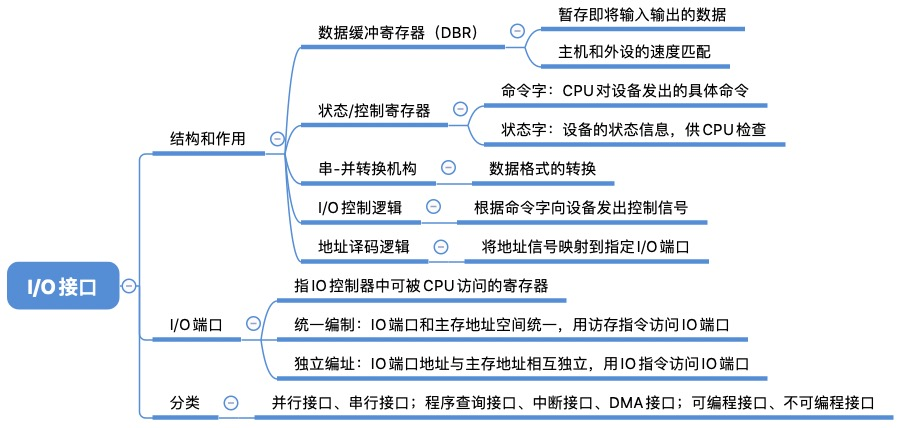 I/O接口
结构和作用
数据缓冲寄存器（DBR）
暂存即将输入输出的数据
主机和外设的速度匹配
状态/控制寄存器
命令字：CPU对设备发出的具体命令
状态字：设备的状态信息，供CPU检查
串-并转换机构
数据格式的转换
I/O控制逻辑
根据命令字向设备发出控制信号
地址译码逻辑
将地址信号映射到指定I/O端口
I/O端口
指IO控制器中可被CPU访问的寄存器
统一编制：IO端口和主存地址空间统一，用访存指令访问IO端口
独立编址：IO端口地址与主存地址相互独立，用IO指令访问IO端口
分类
并行接口、串行接口；程序查询接口、中断接口、DMA接口；可编程接口、不可编程接口